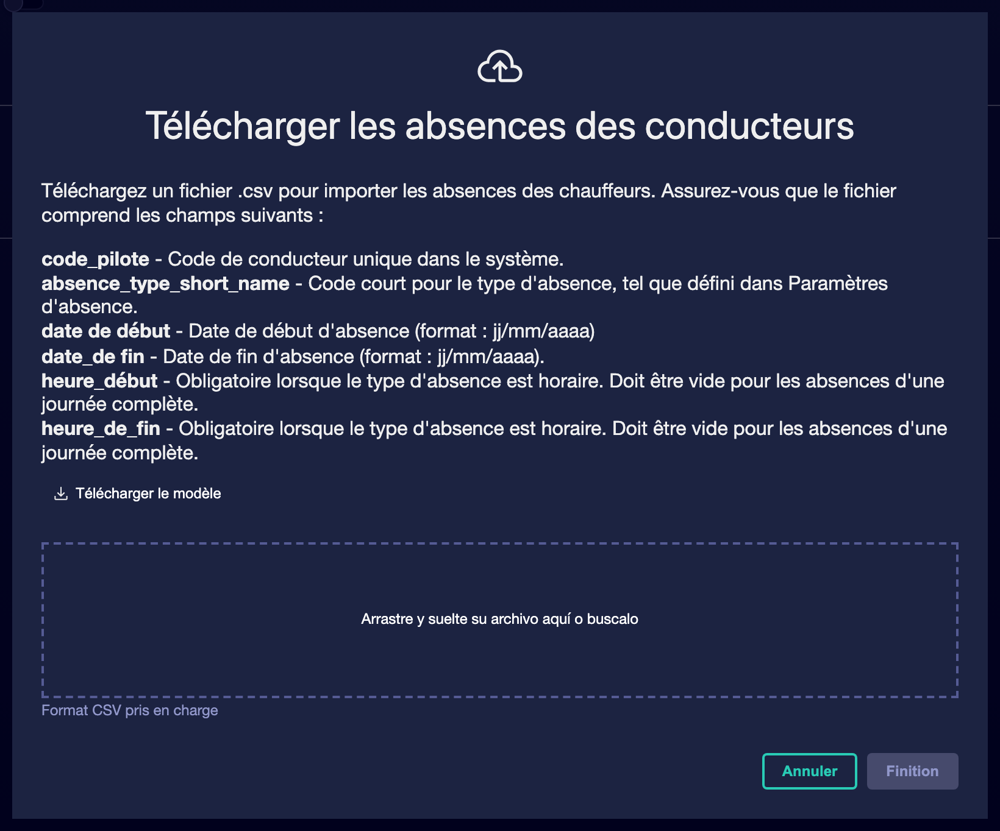 Télécharger les absences des conducteurs
Téléchargez un fichier .csv pour importer les absences des chauffeurs. Assurez-vous que le fichier
comprend les champs suivants :
code_pilote - Code de conducteur unique dans le système.
absence_type_short_name - Code court pour le type d'absence, tel que défini dans Paramètres
d'absence.
date de début - Date de début d'absence (format : jj/mm/aaaa)
date_de fin - Date de fin d'absence (format : jj/mm/aaaa).
heure_début - Obligatoire lorsque le type d'absence est horaire. Doit être vide pour les absences d'une
journée complète.
heure_de_fin - Obligatoire lorsque le type d'absence est horaire. Doit être vide pour les absences d'une
journée complète.
Télécharger le modèle
Arrastre y suelte su archivo aquí o buscalo
Format CSV pris en charge
Annuler
Finition